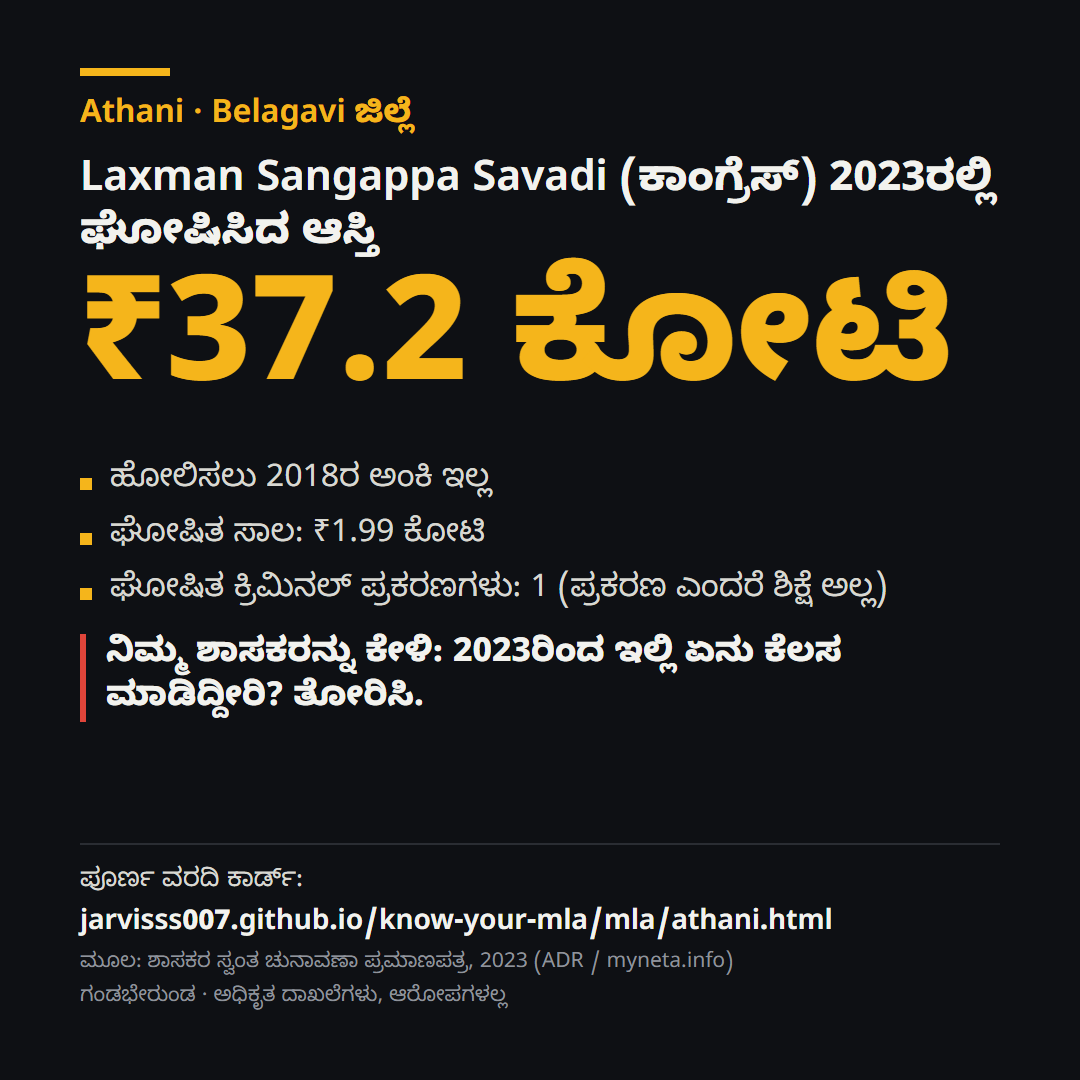 Athani · Belagavi ಜಿಲ್ಲೆ
Laxman Sangappa Savadi (ಕಾಂಗ್ರೆಸ್) 2023ರಲ್ಲಿ
ಘೋಷಿಸಿದ ಆಸ್ತಿ
₹37.2 ಕೋಟಿ
ಹೋಲಿಸಲು 2018ರ ಅಂಕಿ ಇಲ್ಲ
ಘೋಷಿತ ಸಾಲ: ₹1.99 ಕೋಟಿ
ಘೋಷಿತ ಕ್ರಿಮಿನಲ್ ಪ್ರಕರಣಗಳು: 1 (ಪ್ರಕರಣ ಎಂದರೆ ಶಿಕ್ಷೆ ಅಲ್ಲ)
ನಿಮ್ಮ ಶಾಸಕರನ್ನು ಕೇಳಿ: 2023ರಿಂದ ಇಲ್ಲಿ ಏನು ಕೆಲಸ
ಮಾಡಿದ್ದೀರಿ? ತೋರಿಸಿ.
ಪೂರ್ಣ ವರದಿ ಕಾರ್ಡ್:
jarvisss007.github.io/know-your-mla/mla/athani.html
ಮೂಲ: ಶಾಸಕರ ಸ್ವಂತ ಚುನಾವಣಾ ಪ್ರಮಾಣಪತ್ರ, 2023 (ADR / myneta.info)
ಗಂಡಭೇರುಂಡ · ಅಧಿಕೃತ ದಾಖಲೆಗಳು, ಆರೋಪಗಳಲ್ಲ